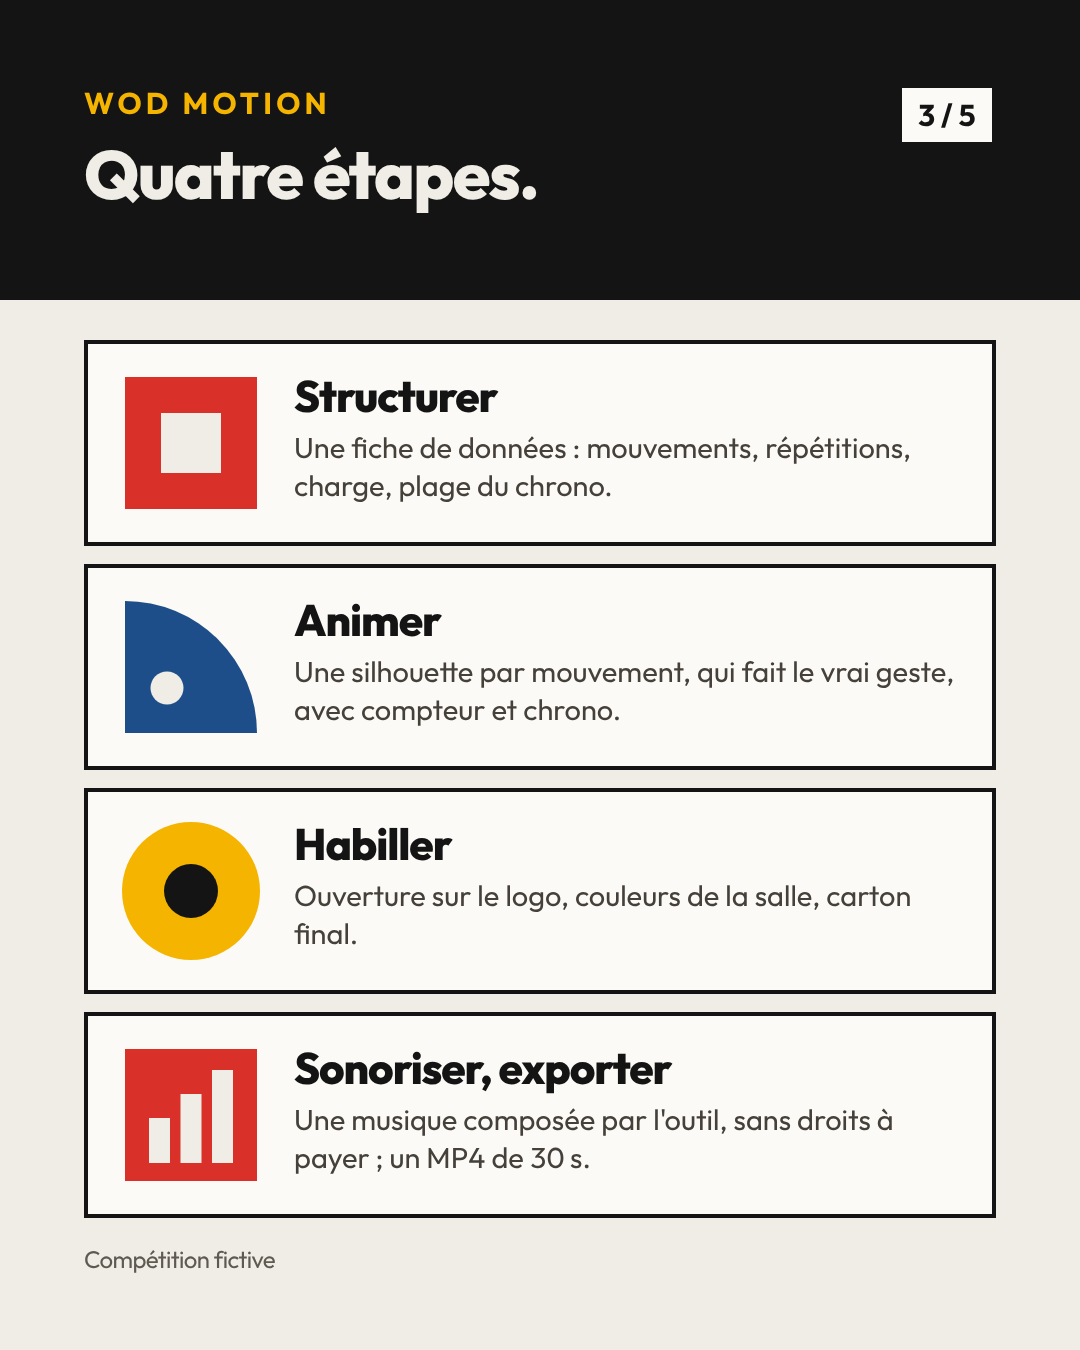 WOD MOTION
3 / 5
Quatre étapes.
Structurer
Une fiche de données : mouvements, répétitions,
charge, plage du chrono.
Animer
Une silhouette par mouvement, qui fait le vrai geste,
avec compteur et chrono.
Habiller
Ouverture sur le logo, couleurs de la salle, carton
final.
Sonoriser, exporter
Une musique composée par l'outil, sans droits à
payer ; un MP4 de 30 s.
Compétition fictive